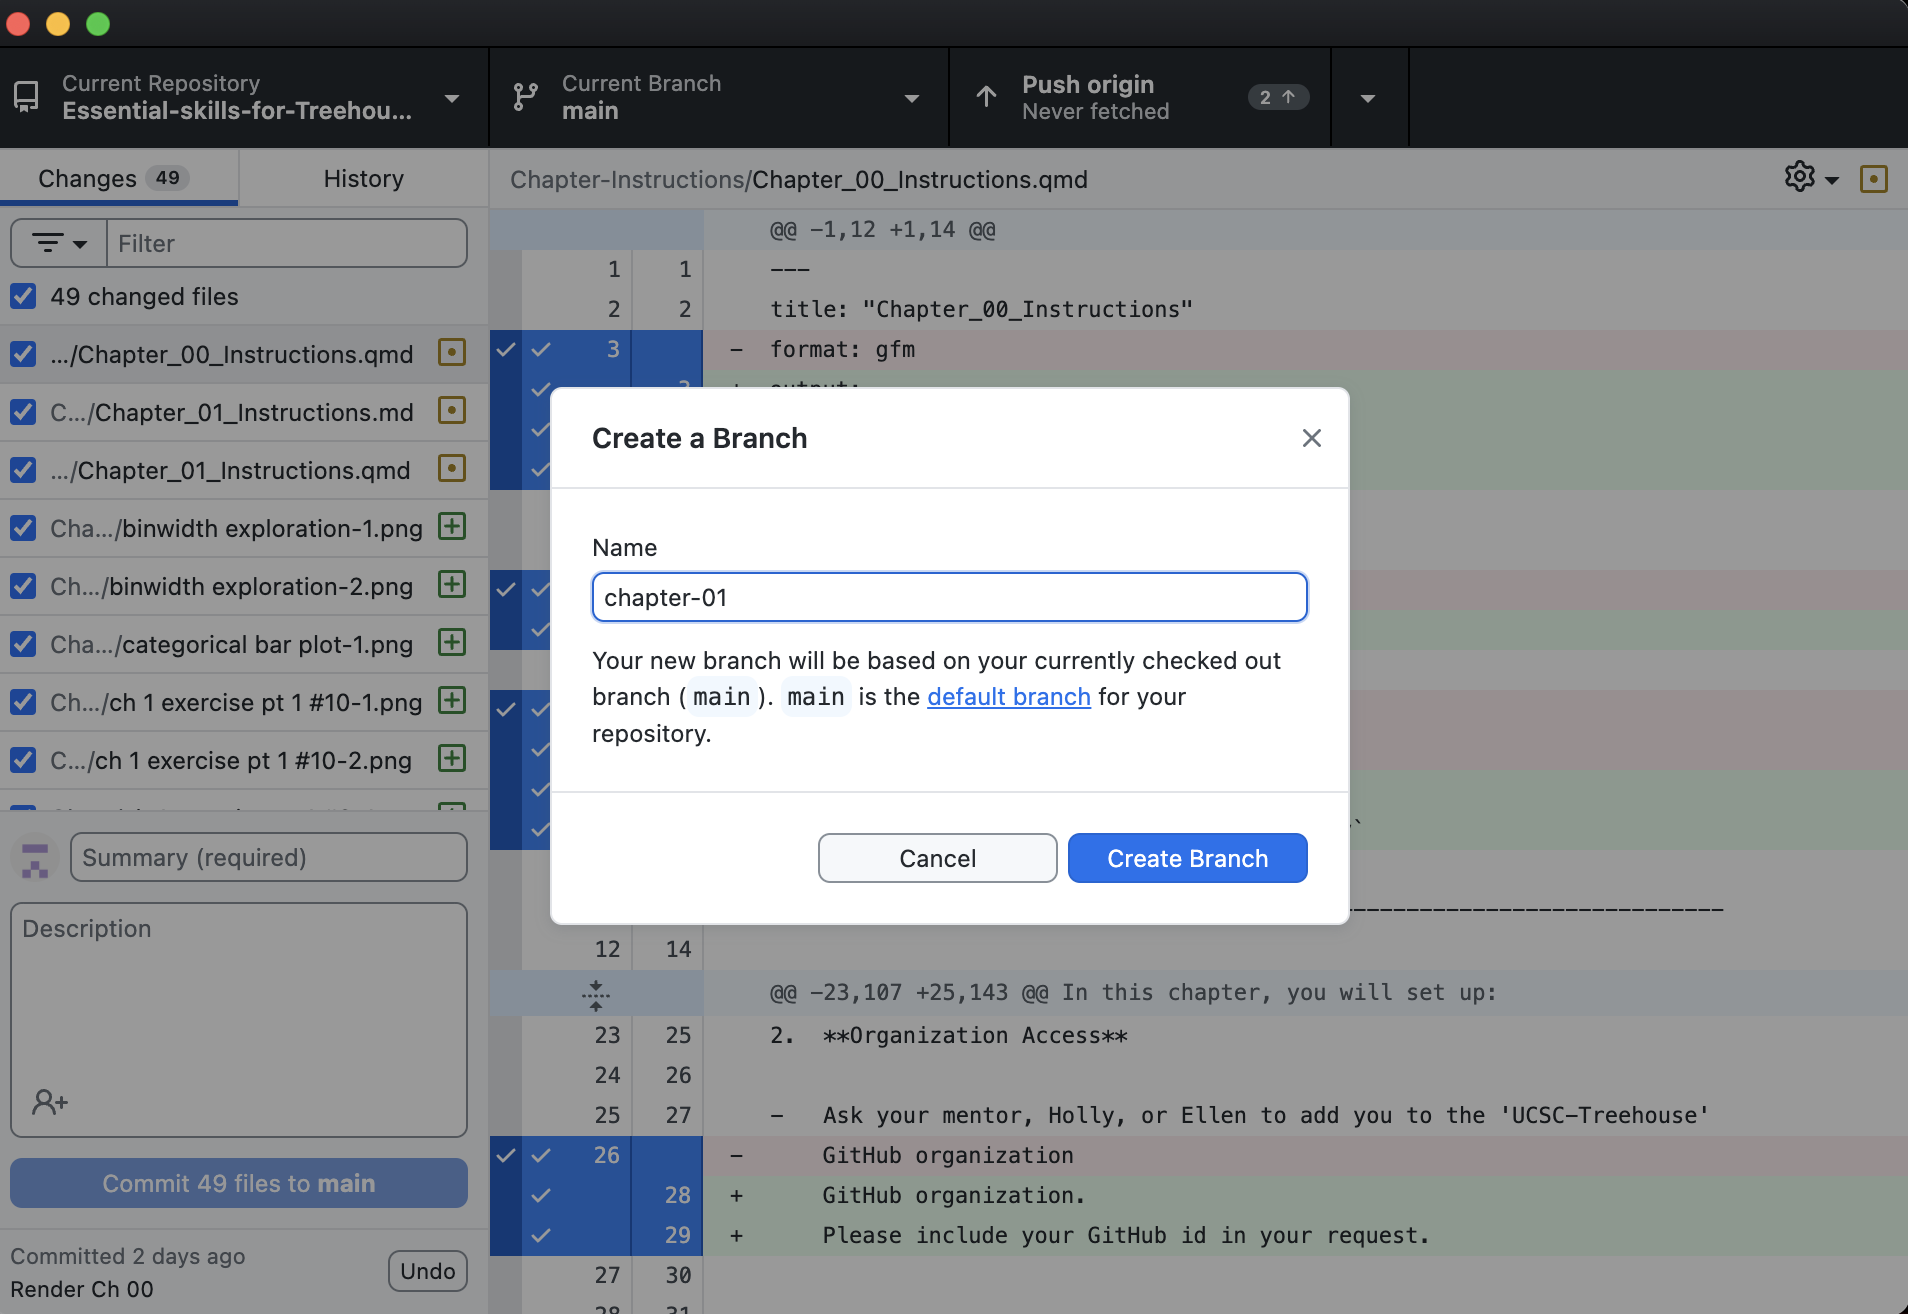 Current Repository
Essential-skills-for-Treehou...
Current Branch
main
Push origin
Never fetched
2
Changes 49
History
Chapter-Instructions/Chapter_00_Instructions.qmd
Filter
49 changed files
.../Chapter_00_Instructions.qmd
C.../Chapter_01_Instructions.md
.../Chapter_01_Instructions.qmd
Cha.../binwidth exploration-1.png
Ch.../binwidth exploration-2.png
Cha.../categorical bar plot-1.png
Ch.../ch 1 exercise pt 1 #10-1.png
C.../ch 1 exercise pt 1 #10-2.png
Summary (required)
Description
Commit 49 files to main
Committed 2 days ago
Render Ch 00
Undo
@@ -1,12 +1,14 @@
1 1 ---
2 2 title: "Chapter_00_Instructions"
3 - format: gfm
3 + output:
Create a Branch
Name
chapter-01
Your new branch will be based on your currently checked out
branch (main). main is the default branch for your
repository.
Cancel
Create Branch
12 14
@@ -23,107 +25,143 @@ In this chapter, you will set up:
23 25 2. **Organization Access**
24 26
25 27 - Ask your mentor, Holly, or Ellen to add you to the 'UCSC-Treehouse'
26 - GitHub organization
28 + GitHub organization.
29 + Please include your GitHub id in your request.
27 30
28 31